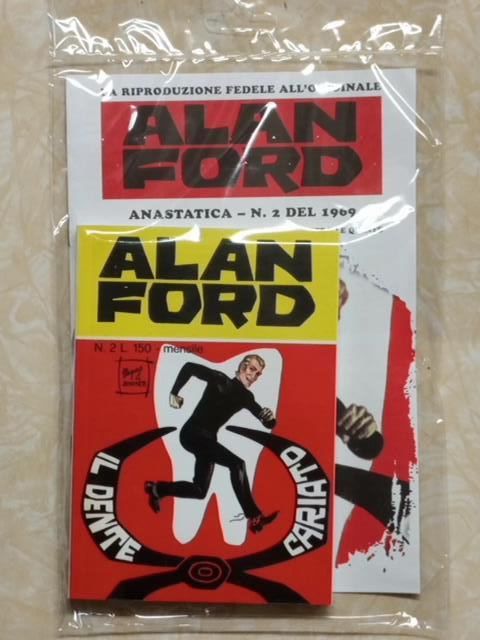 LA RIPRODUZIONE FEDELE ALL'ORIGINALE
ALAN
FORD
ANASTATICA – N. 2 DEL 1969
ALAN
FORD
N. 2 L. 150 - mensile
IL DENTE
CARIATO